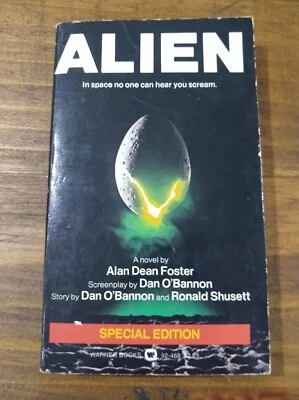 ALIEN
In space no one can hear you scream.
A novel by
Alan Dean Foster
Screenplay by Dan O'Bannon
Story by Dan O'Bannon and Ronald Shusett
SPECIAL EDITION
WARNER BOOKS